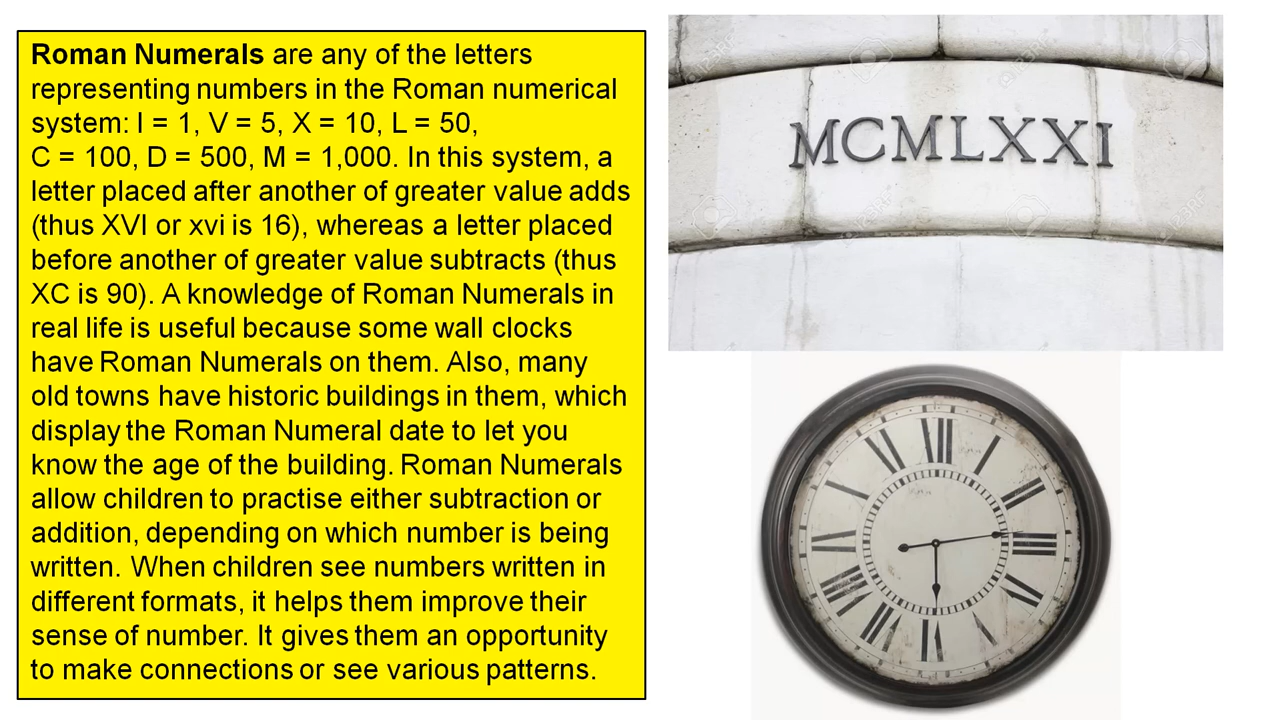 Roman Numerals are any of the letters
representing numbers in the Roman numerical
system: I = 1, V = 5, X = 10, L = 50,
C = 100, D = 500, M = 1,000. In this system, a
letter placed after another of greater value adds
(thus XVI or xvi is 16), whereas a letter placed
before another of greater value subtracts (thus
XC is 90). A knowledge of Roman Numerals in
real life is useful because some wall clocks
have Roman Numerals on them. Also, many
old towns have historic buildings in them, which
display the Roman Numeral date to let you
know the age of the building. Roman Numerals
allow children to practise either subtraction or
addition, depending on which number is being
written. When children see numbers written in
different formats, it helps them improve their
sense of number. It gives them an opportunity
to make connections or see various patterns.
MCMLXXI
XII
I
II
III
V
VI
VII
VIII
IX
X
XI